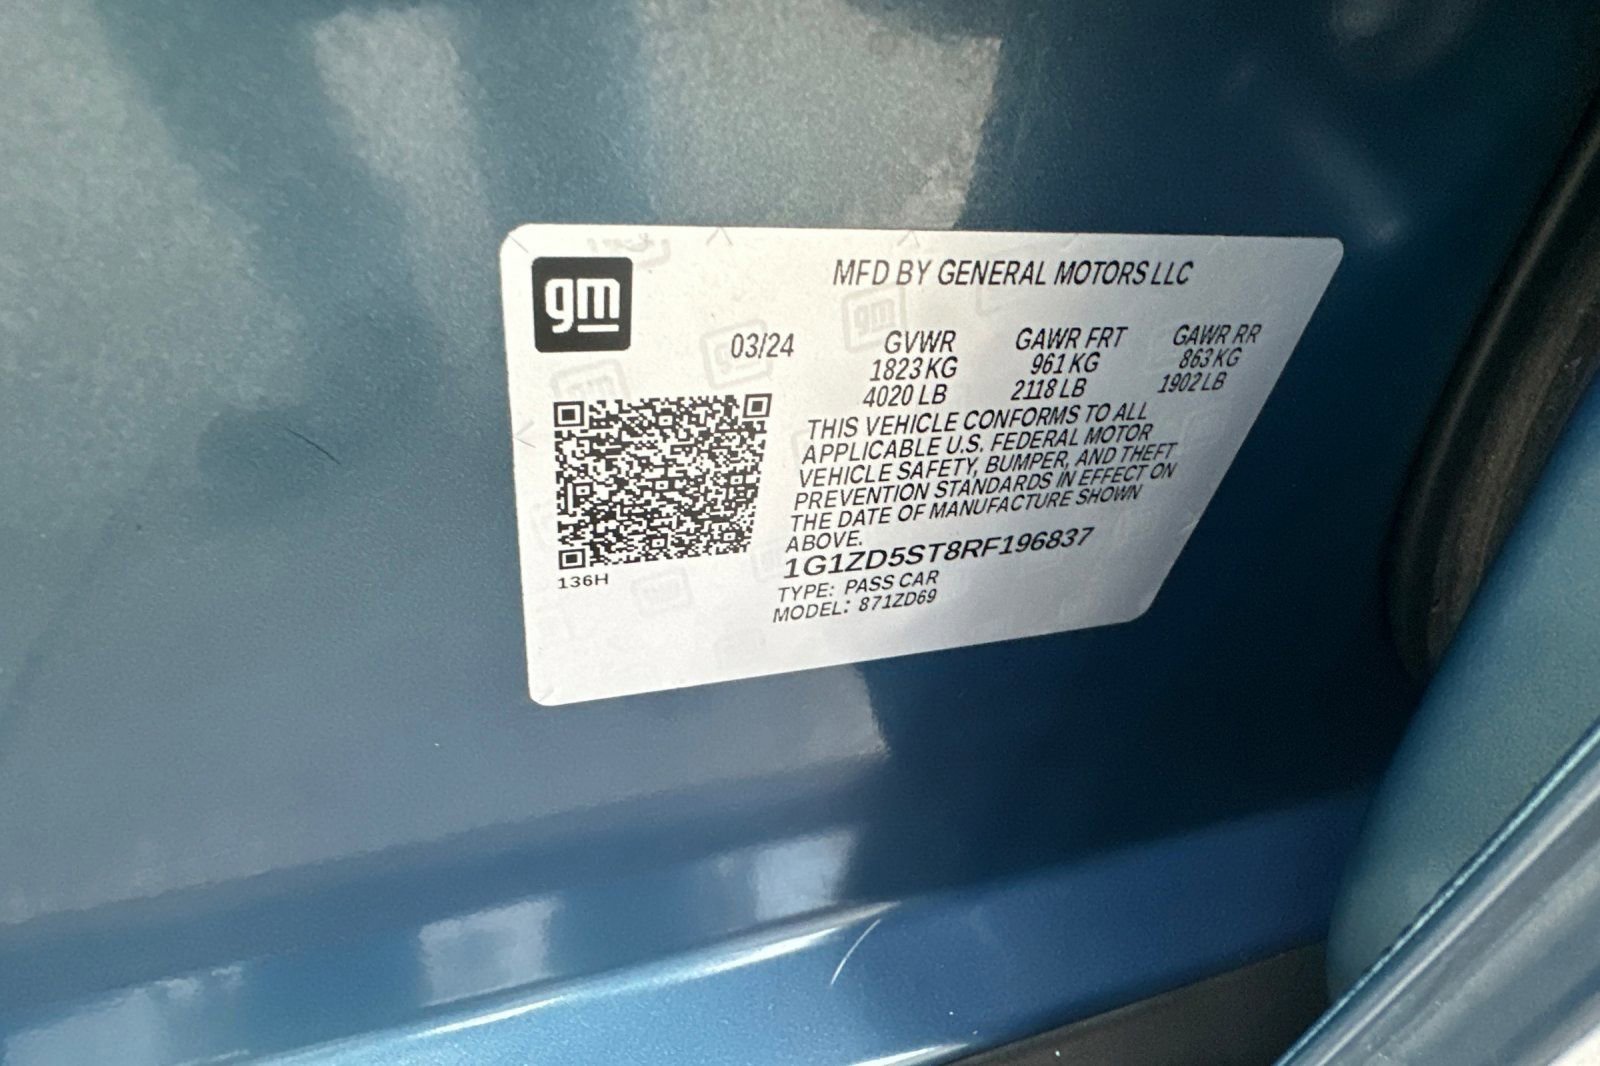 gm
MFD BY GENERAL MOTORS LLC
03/24 GVWR GAWR FRT GAWR RR
1823 KG 961 KG 863 KG
4020 LB 2118 LB 1902 LB
THIS VEHICLE CONFORMS TO ALL
APPLICABLE U.S. FEDERAL MOTOR
VEHICLE SAFETY, BUMPER, AND THEFT
PREVENTION STANDARDS IN EFFECT ON
THE DATE OF MANUFACTURE SHOWN
ABOVE.
1G1ZD5ST8RF196837
TYPE: PASS CAR
MODEL: 871ZD69
136H